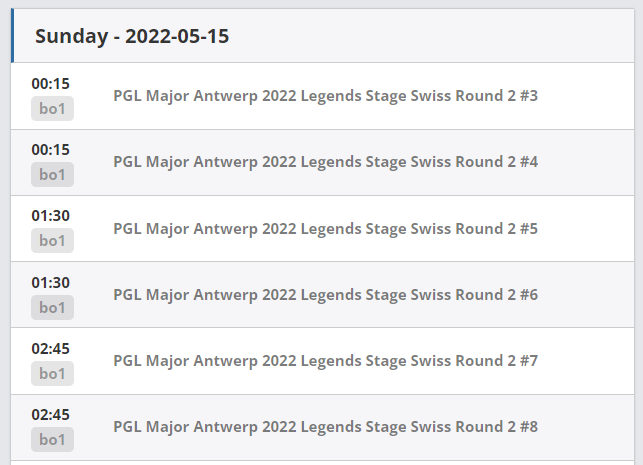 Sunday - 2022-05-15
00:15
bo1
PGL Major Antwerp 2022 Legends Stage Swiss Round 2 #3
00:15
bo1
PGL Major Antwerp 2022 Legends Stage Swiss Round 2 #4
01:30
bo1
PGL Major Antwerp 2022 Legends Stage Swiss Round 2 #5
01:30
bo1
PGL Major Antwerp 2022 Legends Stage Swiss Round 2 #6
02:45
bo1
PGL Major Antwerp 2022 Legends Stage Swiss Round 2 #7
02:45
bo1
PGL Major Antwerp 2022 Legends Stage Swiss Round 2 #8